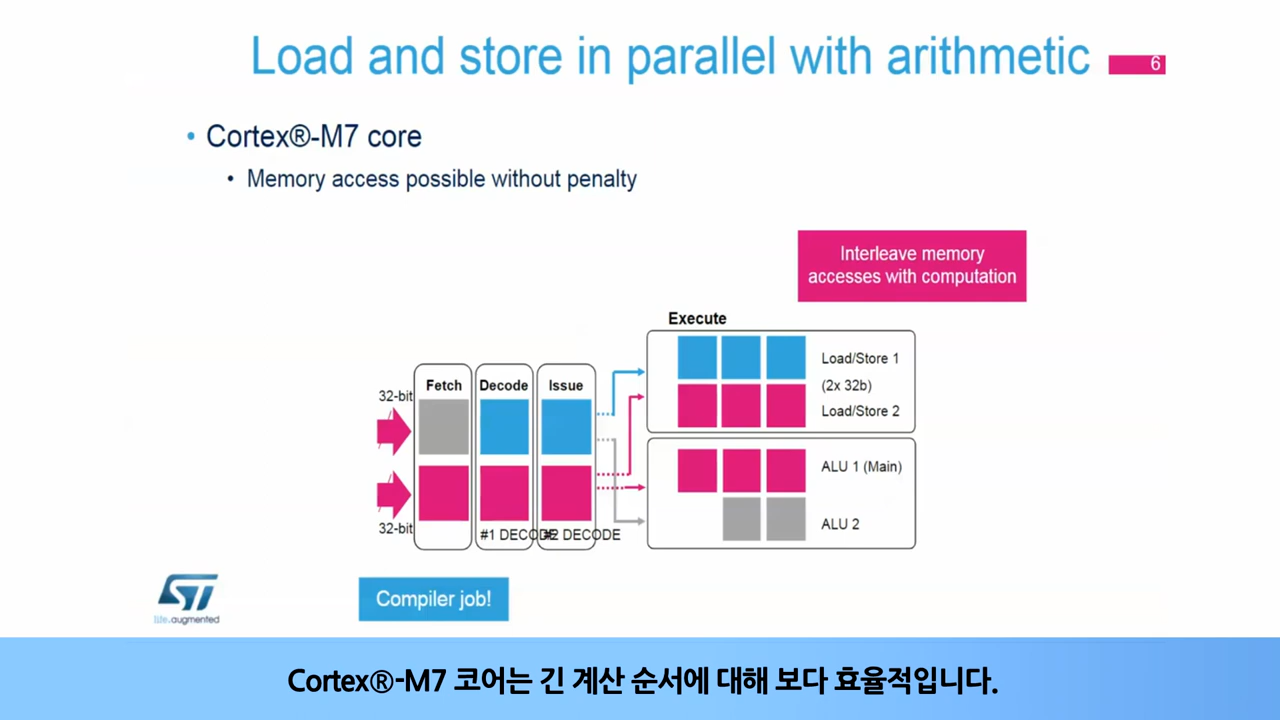 Load and store in parallel with arithmetic
6
• Cortex®-M7 core
• Memory access possible without penalty
Interleave memory
accesses with computation
Execute
Fetch
Decode
Issue
32-bit
32-bit
#1 DECODE
#2 DECODE
Load/Store 1
(2x 32b)
Load/Store 2
ALU 1 (Main)
ALU 2
ST
life.augmented
Compiler job!
Cortex®-M7 코어는 긴 계산 순서에 대해 보다 효율적입니다.